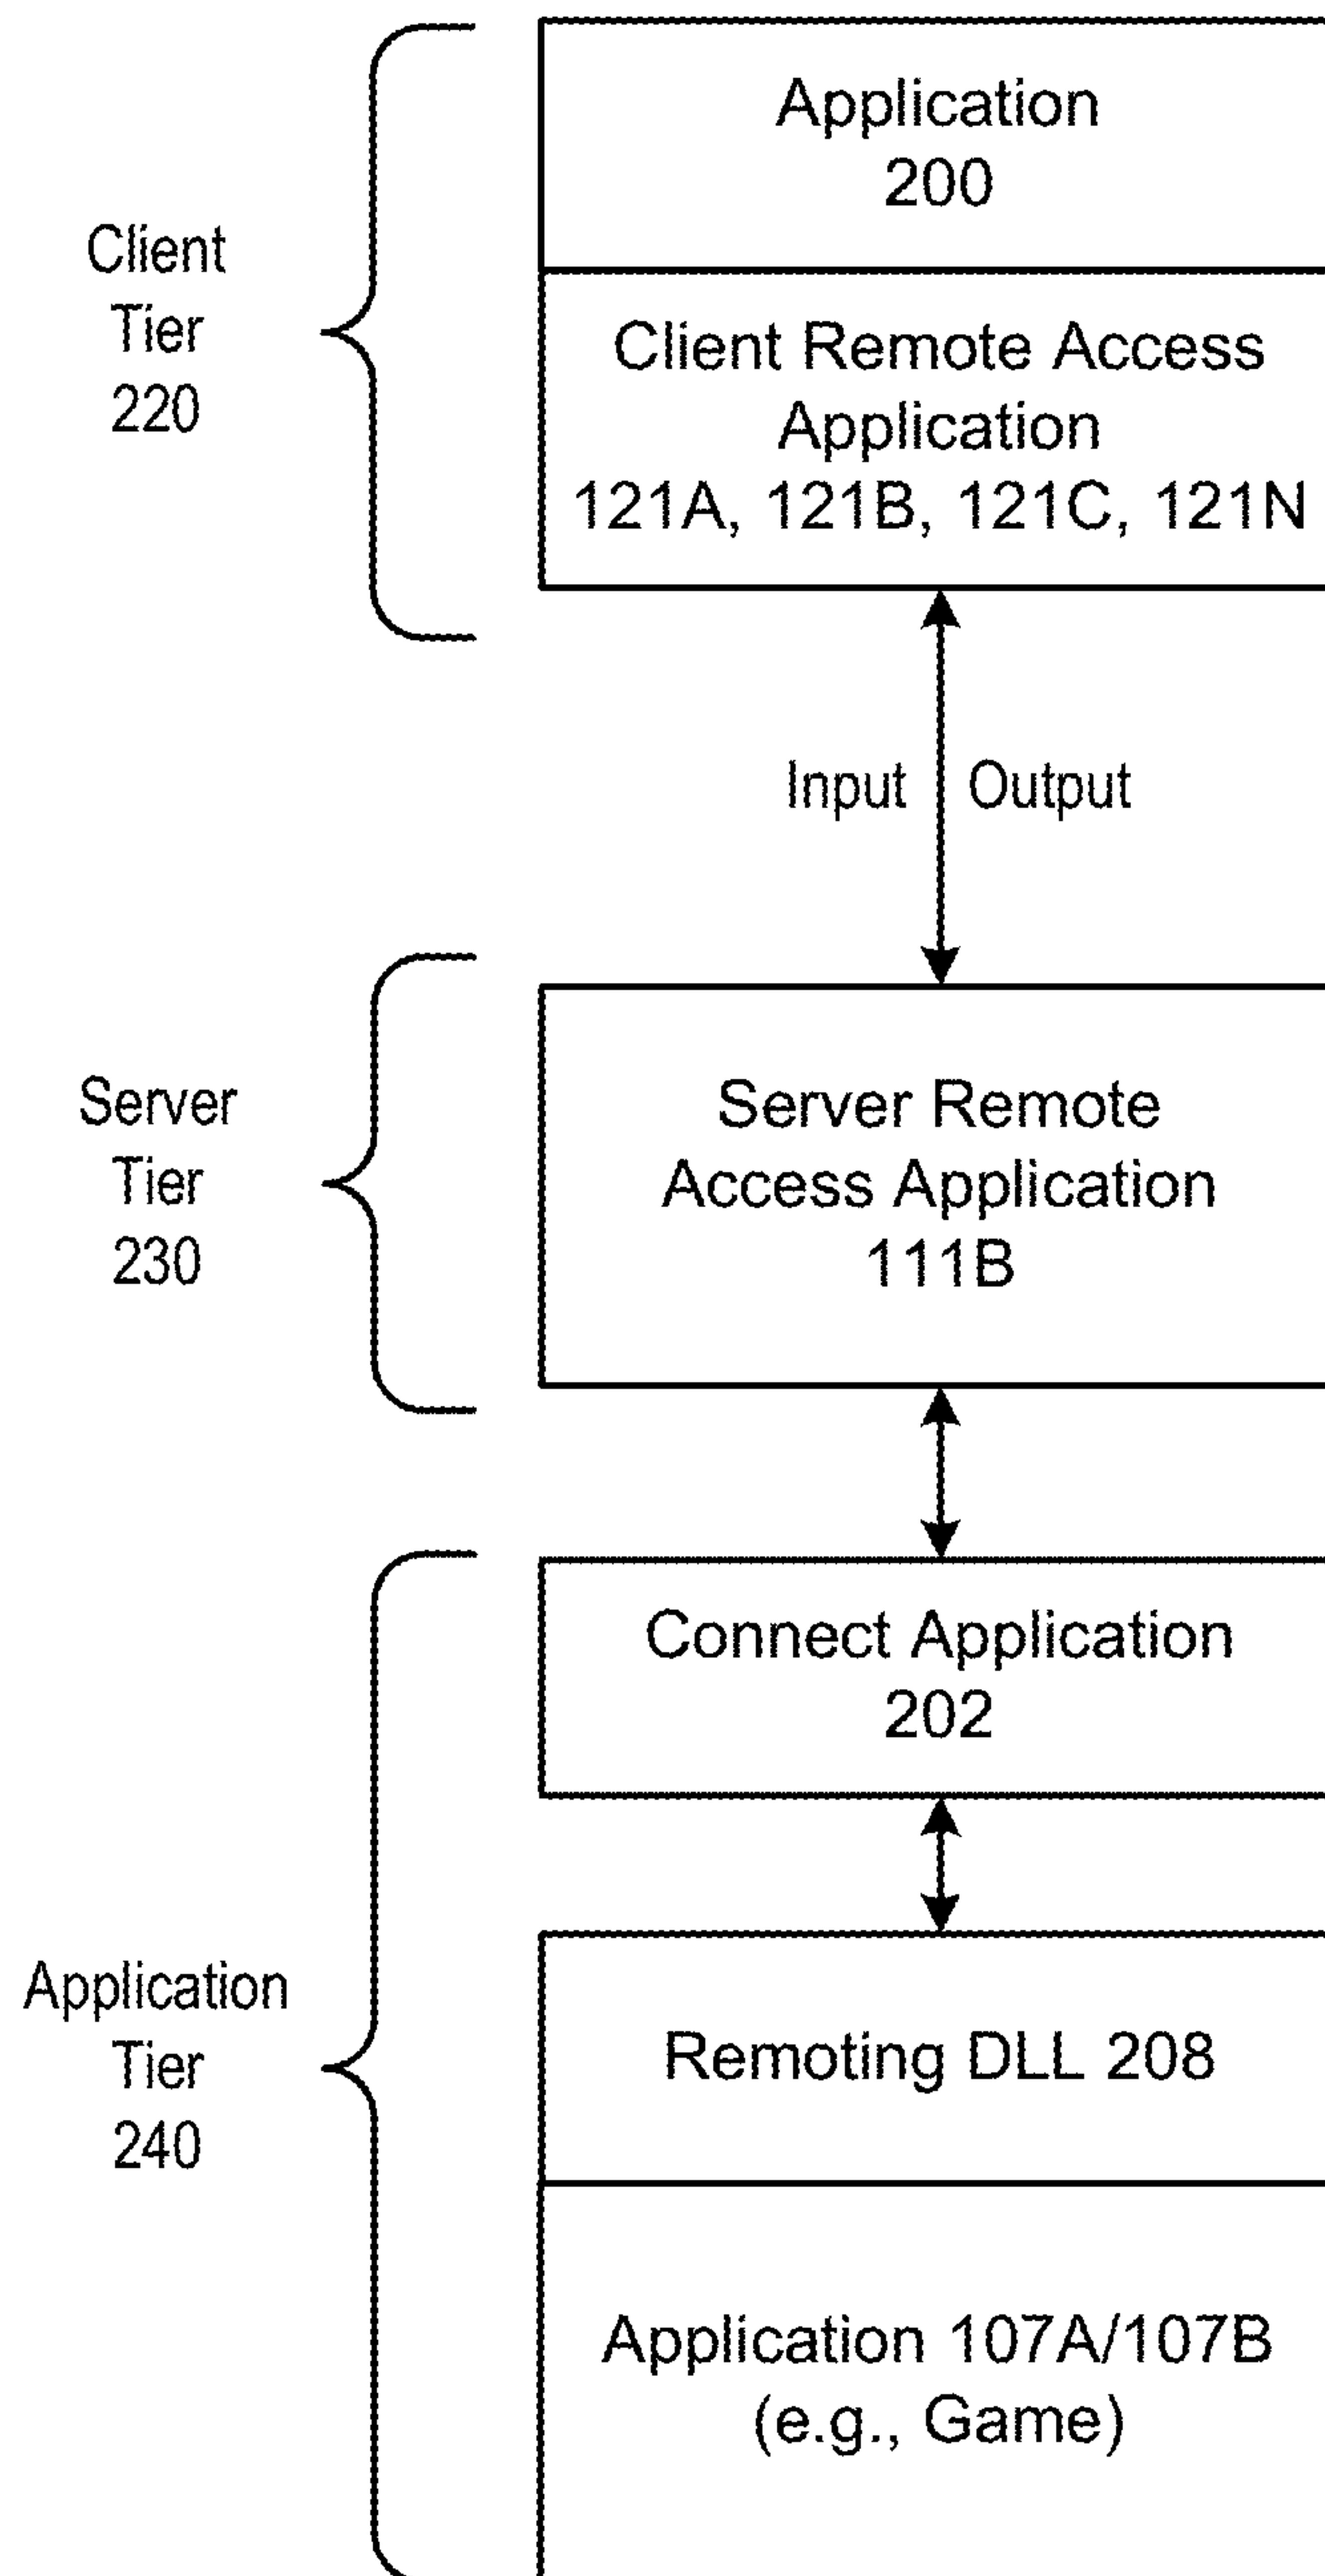 Application
200
Client
Tier
220
Client Remote Access
Application
121A, 121B, 121C, 121N
Input
Output
Server
Tier
230
Server Remote
Access Application
111B
Connect Application
202
Application
Tier
240
Remoting DLL 208
Application 107A/107B
(e.g., Game)